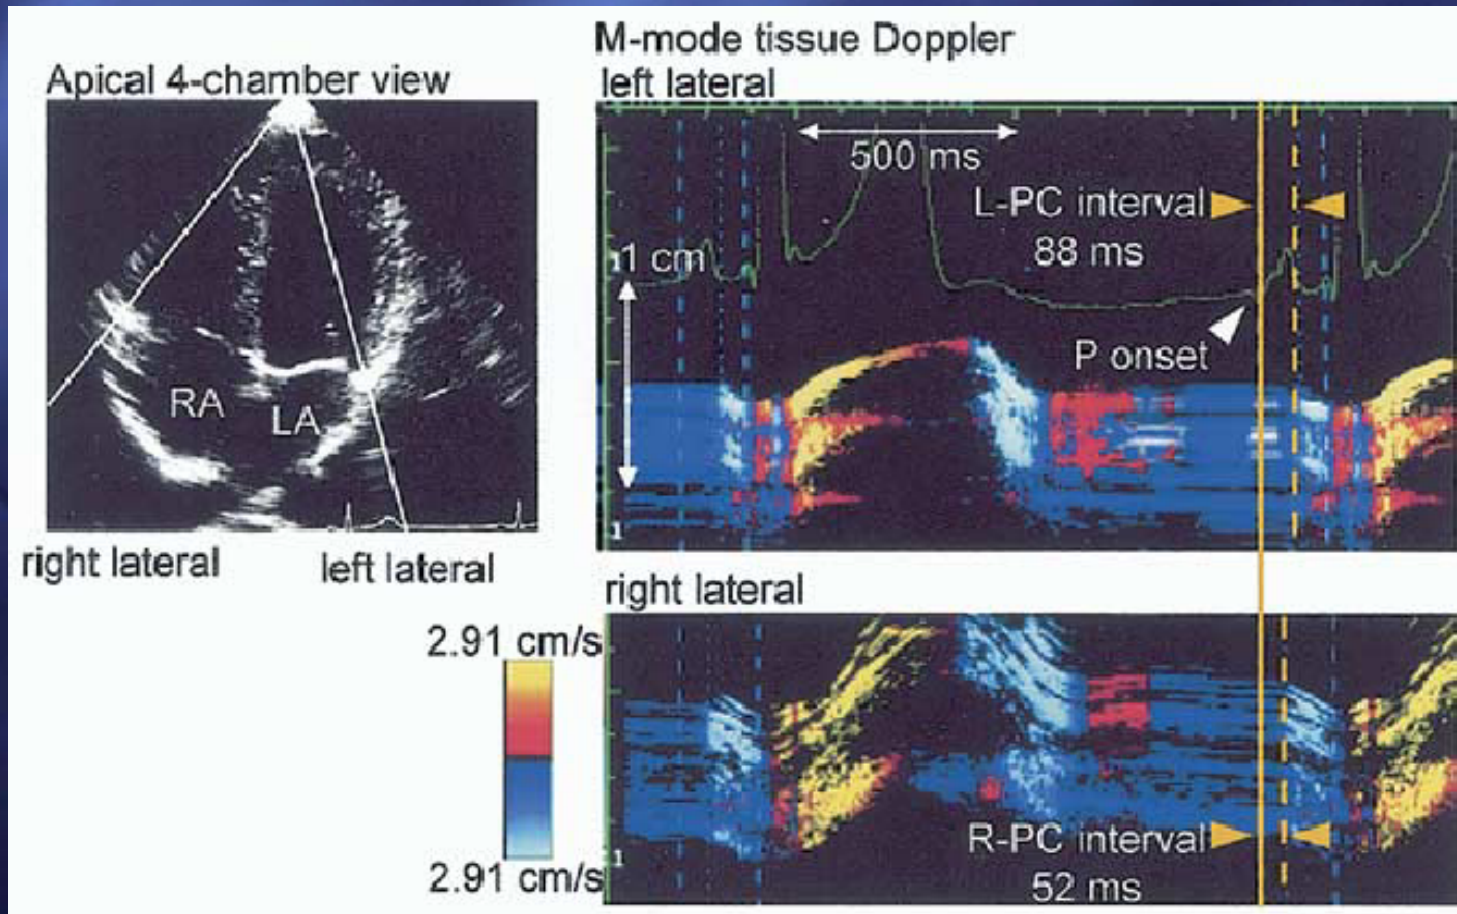 Apical 4-chamber view
RA
LA
right lateral
left lateral
2.91 cm/s
2.91 cm/s
M-mode tissue Doppler
left lateral
500 ms
L-PC interval
88 ms
1 cm
P onset
right lateral
R-PC interval
52 ms